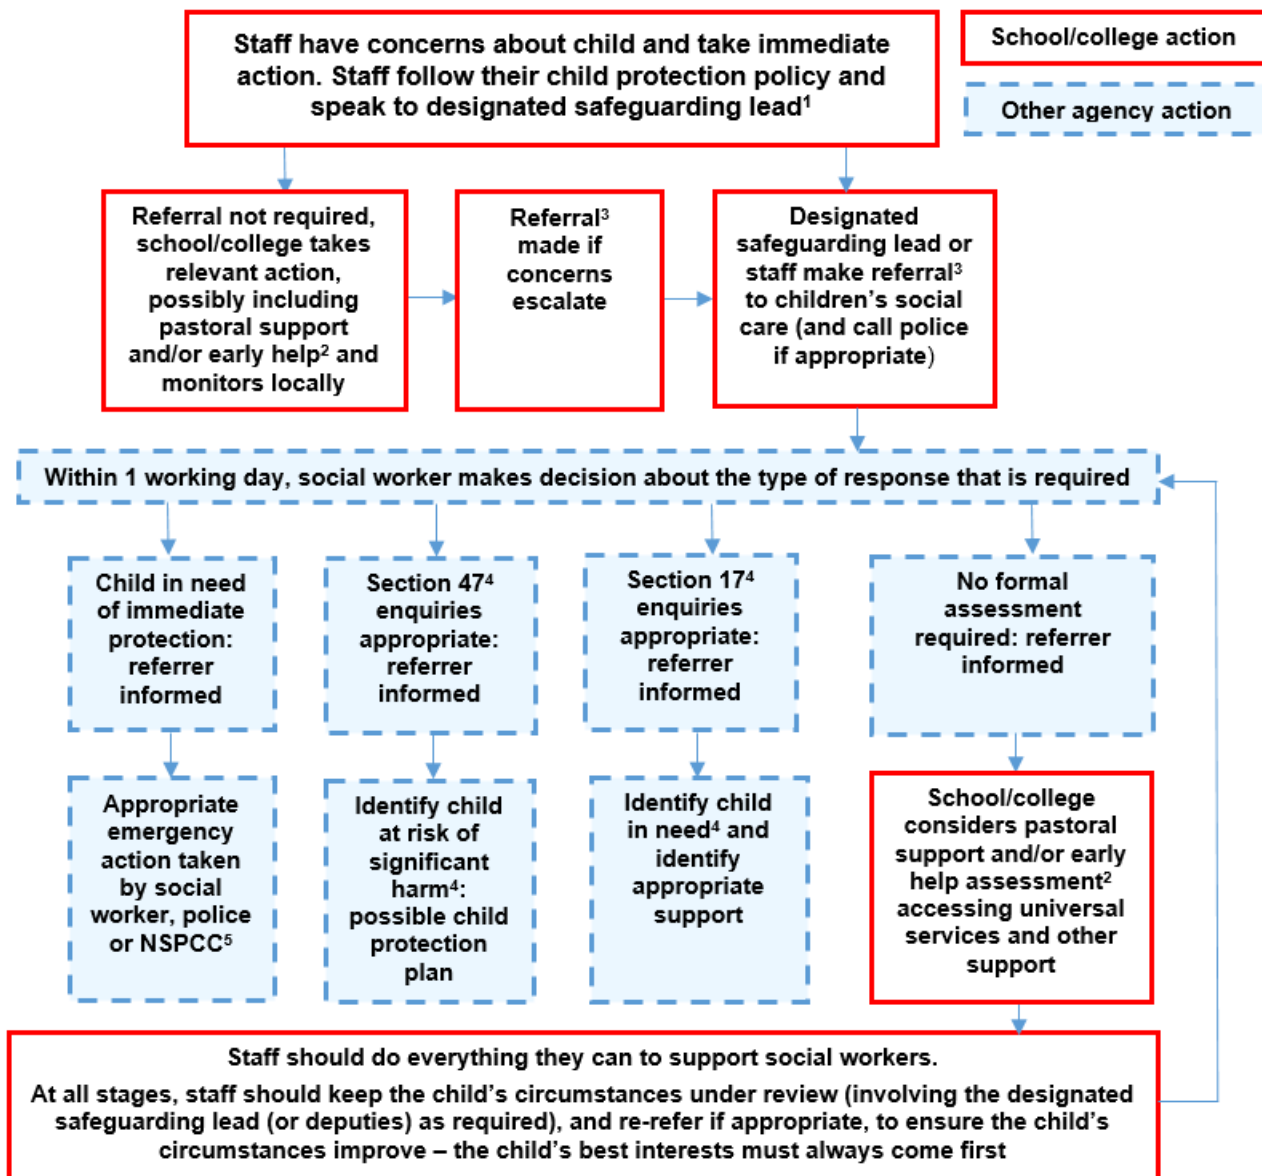 Staff have concerns about child and take immediate
action. Staff follow their child protection policy and
speak to designated safeguarding lead¹
School/college action
Other agency action
Referral not required,
school/college takes
relevant action,
possibly including
pastoral support
and/or early help² and
monitors locally
Referral³
made if
concerns
escalate
Designated
safeguarding lead or
staff make referral³
to children’s social
care (and call police
if appropriate)
Within 1 working day, social worker makes decision about the type of response that is required
Child in need
of immediate
protection:
referrer
informed
Section 47⁴
enquiries
appropriate:
referrer
informed
Section 17⁴
enquiries
appropriate:
referrer
informed
No formal
assessment
required: referrer
informed
Appropriate
emergency
action taken
by social
worker, police
or NSPCC⁵
Identify child
at risk of
significant
harm⁴:
possible child
protection
plan
Identify child
in need⁴ and
identify
appropriate
support
School/college
considers pastoral
support and/or early
help assessment²
accessing universal
services and other
support
Staff should do everything they can to support social workers.
At all stages, staff should keep the child’s circumstances under review (involving the designated
safeguarding lead (or deputies) as required), and re-refer if appropriate, to ensure the child’s
circumstances improve – the child’s best interests must always come first